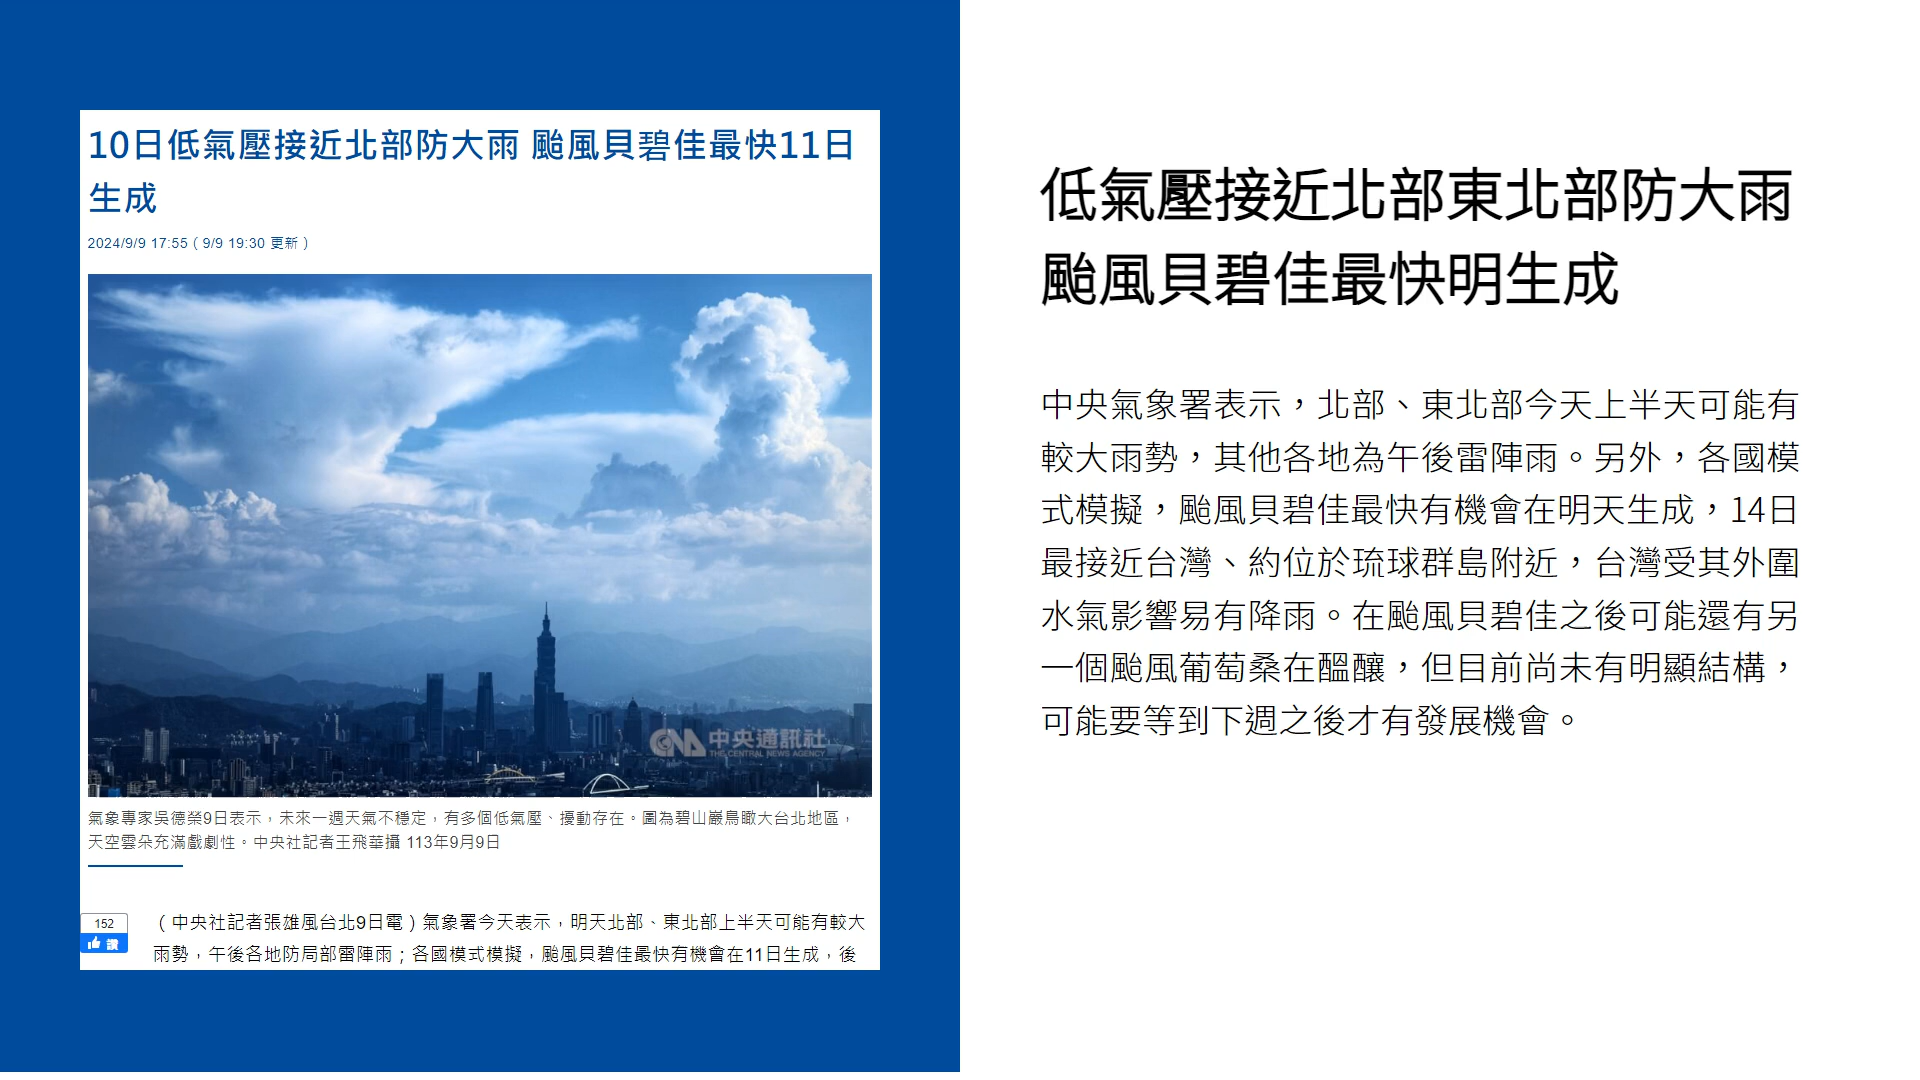 10日低氣壓接近北部防大雨 颱風貝碧佳最快11日
生成
2024/9/9 17:55（9/9 19:30 更新）
CNA 中央通訊社
THE CENTRAL NEWS AGENCY
氣象專家吳德榮9日表示，未來一週天氣不穩定，有多個低氣壓、擾動存在。圖為碧山巖鳥瞰大台北地區，
天空雲朵充滿戲劇性。中央社記者王飛華攝 113年9月9日
152
讚
（中央社記者張雄風台北9日電）氣象署今天表示，明天北部、東北部上半天可能有較大
雨勢，午後各地防局部雷陣雨；各國模式模擬，颱風貝碧佳最快有機會在11日生成，後
低氣壓接近北部東北部防大雨
颱風貝碧佳最快明生成
中央氣象署表示，北部、東北部今天上半天可能有
較大雨勢，其他各地為午後雷陣雨。另外，各國模
式模擬，颱風貝碧佳最快有機會在明天生成，14日
最接近台灣、約位於琉球群島附近，台灣受其外圍
水氣影響易有降雨。在颱風貝碧佳之後可能還有另
一個颱風葡萄桑在醞釀，但目前尚未有明顯結構，
可能要等到下週之後才有發展機會。